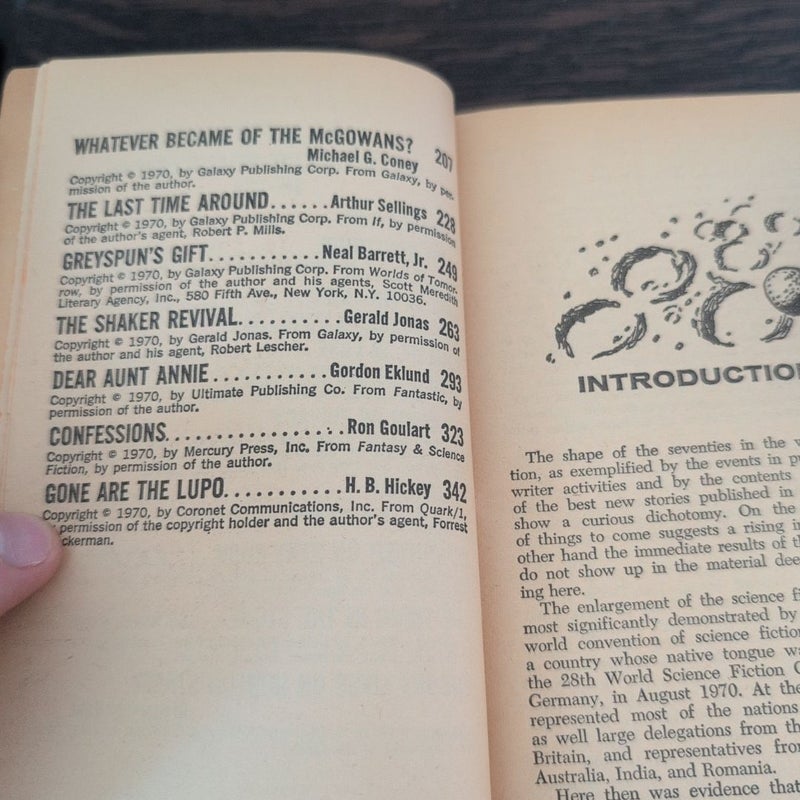 WHATEVER BECAME OF THE McGOWANS?
Michael G. Coney 207
Copyright © 1970, by Galaxy Publishing Corp. From Galaxy, by per-
mission of the author.
THE LAST TIME AROUND...... Arthur Sellings 228
Copyright © 1970, by Galaxy Publishing Corp. From If, by permission
of the author's agent, Robert P. Mills.
GREYSPUN'S GIFT........... Neal Barrett, Jr. 249
Copyright © 1970, by Galaxy Publishing Corp. From Worlds of Tomor-
row, by permission of the author and his agents, Scott Meredith
Literary Agency, Inc., 580 Fifth Ave., New York, N.Y. 10036.
THE SHAKER REVIVAL.......... Gerald Jonas 263
Copyright © 1970, by Gerald Jonas. From Galaxy, by permission of
the author and his agent, Robert Lescher.
DEAR AUNT ANNIE........... Gordon Eklund 293
Copyright © 1970, by Ultimate Publishing Co. From Fantastic, by
permission of the author.
CONFESSIONS................. Ron Goulart 323
Copyright © 1970, by Mercury Press, Inc. From Fantasy & Science
Fiction, by permission of the author.
GONE ARE THE LUPO........... H. B. Hickey 342
Copyright © 1970, by Coronet Communications, Inc. From Quark/1,
permission of the copyright holder and the author's agent, Forrest
ckerman.
INTRODUCTION
The shape of the seventies in the
tion, as exemplified by the events in
writer activities and by the contents
of the best new stories published in
show a curious dichotomy. On the
of things to come suggests a rising
other hand the immediate results of
do not show up in the material
ing here.
The enlargement of the science
most significantly demonstrated by
world convention of science fiction
a country whose native tongue
the 28th World Science Fiction
Germany, in August 1970. At the
represented most of the nations
as well large delegations from
Britain, and representatives from
Australia, India, and Romania.
Here then was evidence that